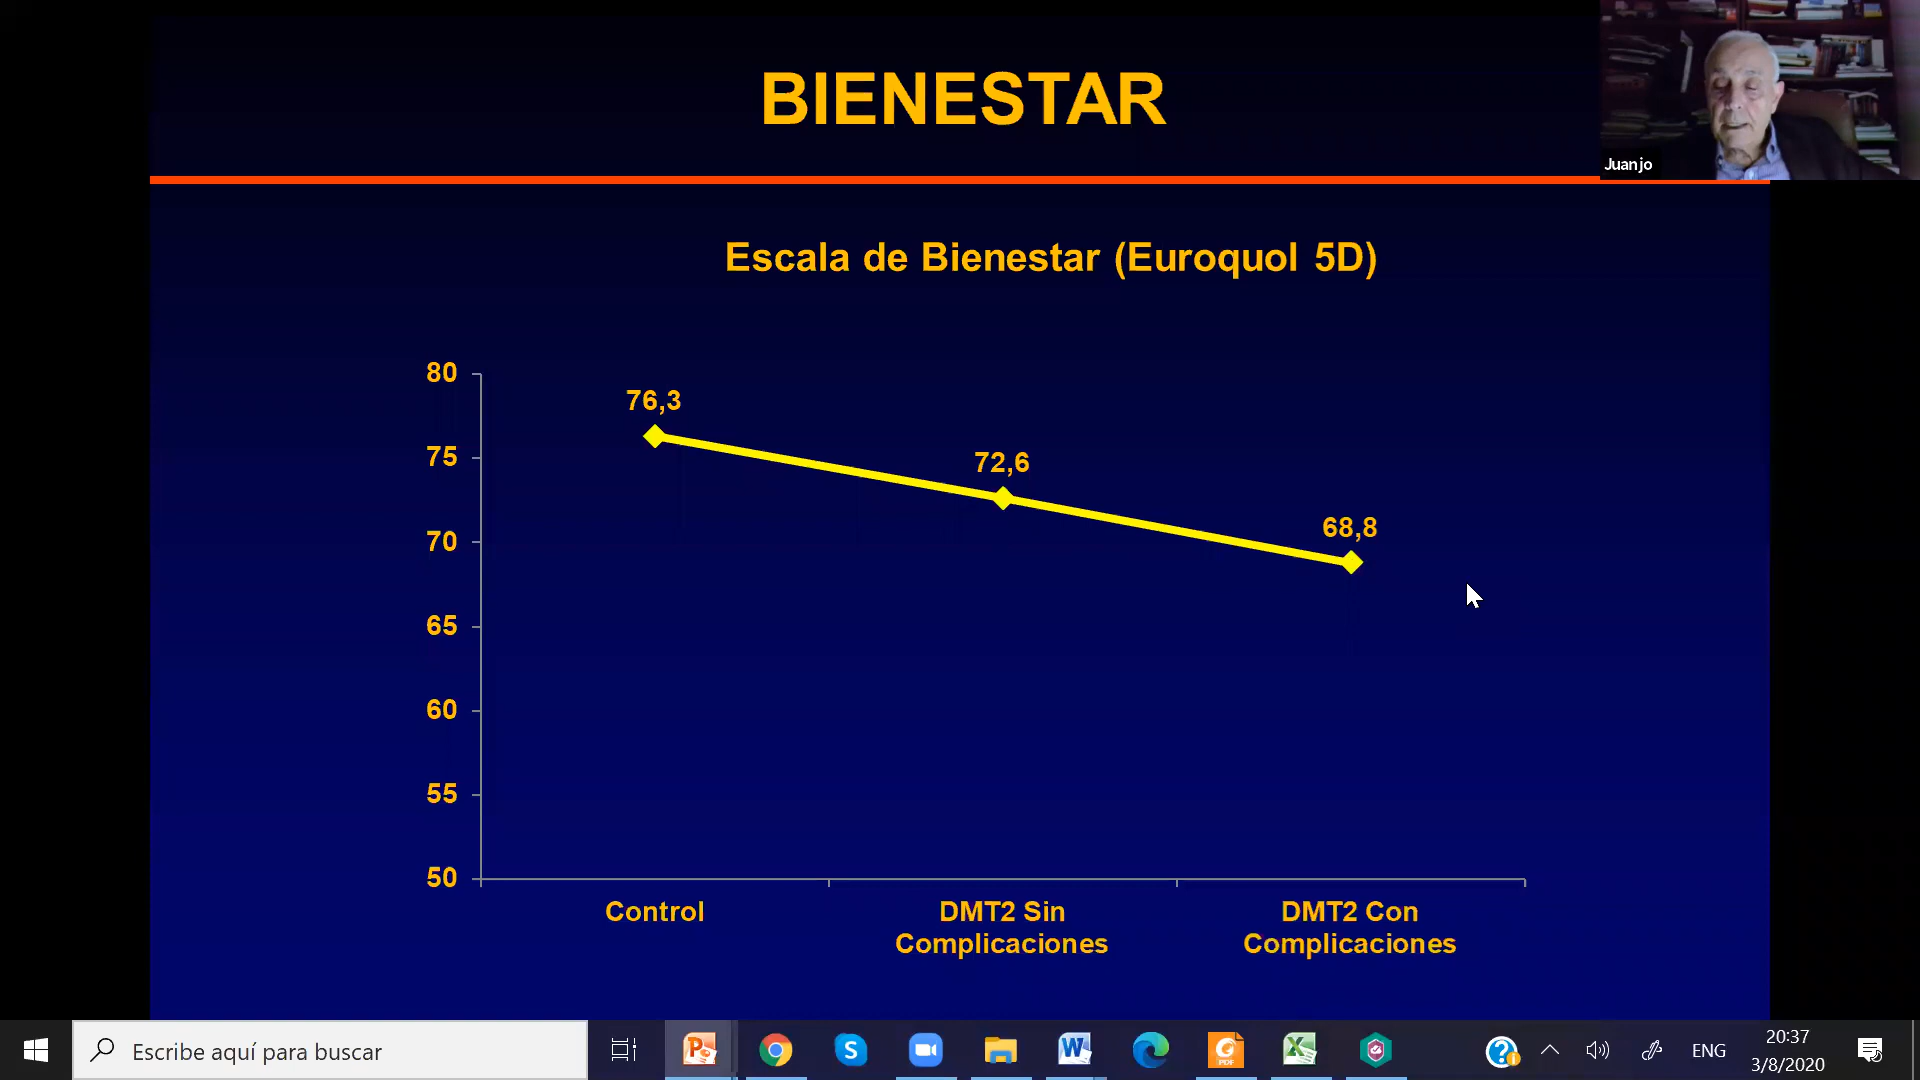 BIENESTAR
Juanjo
Escala de Bienestar (Euroquol 5D)
80
75
70
65
60
55
50
76,3
72,6
68,8
Control
DMT2 Sin
Complicaciones
DMT2 Con
Complicaciones
Escribe aquí para buscar
ENG
20:37
3/8/2020